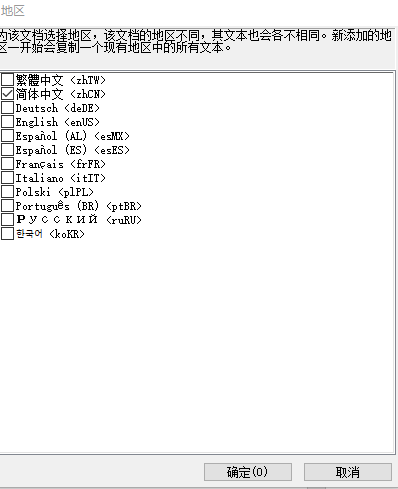 地区
为该文档选择地区，该文档的地区不同，其文本也会各不相同。新添加的地
区一开始会复制一个现有地区中的所有文本。
繁體中文 <zhTW>
简体中文 <zhCN>
Deutsch <deDE>
English <enUS>
Español (AL) <esMX>
Español (ES) <esES>
Français <frFR>
Italiano <itIT>
Polski <plPL>
Português (BR) <ptBR>
Русский <ruRU>
한국어 <koKR>
确定(O)
取消